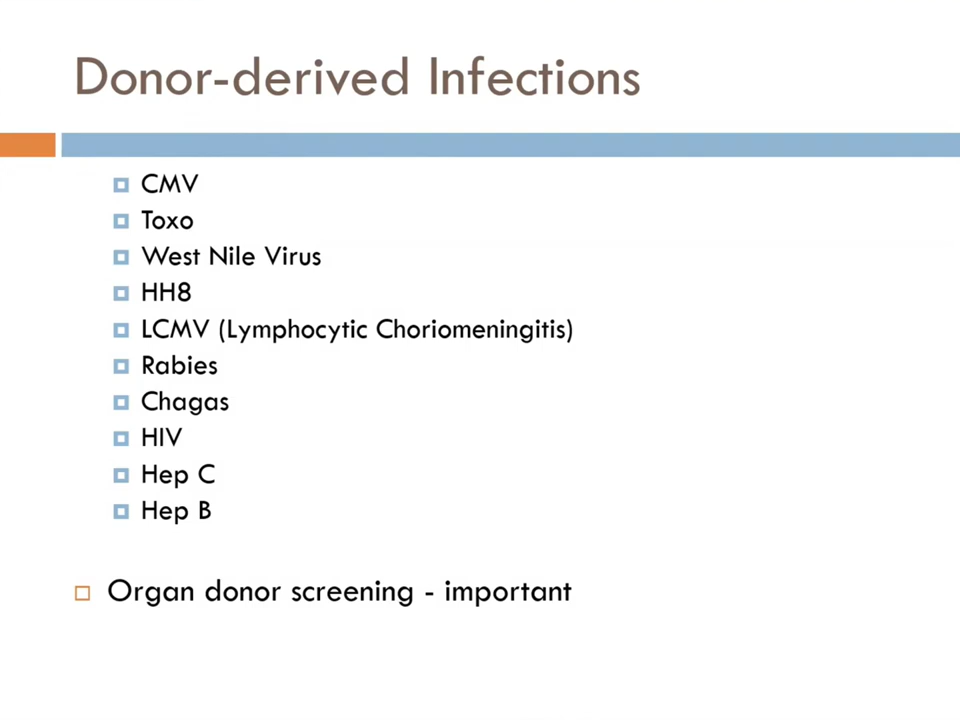 Donor-derived Infections
CMV
Toxo
West Nile Virus
HH8
LCMV (Lymphocytic Choriomeningitis)
Rabies
Chagas
HIV
Hep C
Hep B
Organ donor screening - important